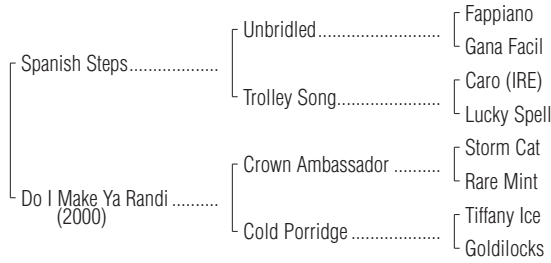 Fappiano
Unbridled..........................
Gana Facil
Spanish Steps...................
Caro (IRE)
Trolley Song......................
Lucky Spell
Storm Cat
Crown Ambassador ..........
Rare Mint
Do I Make Ya Randi ..........
(2000)
Tiffany Ice
Cold Porridge ...................
Goldilocks